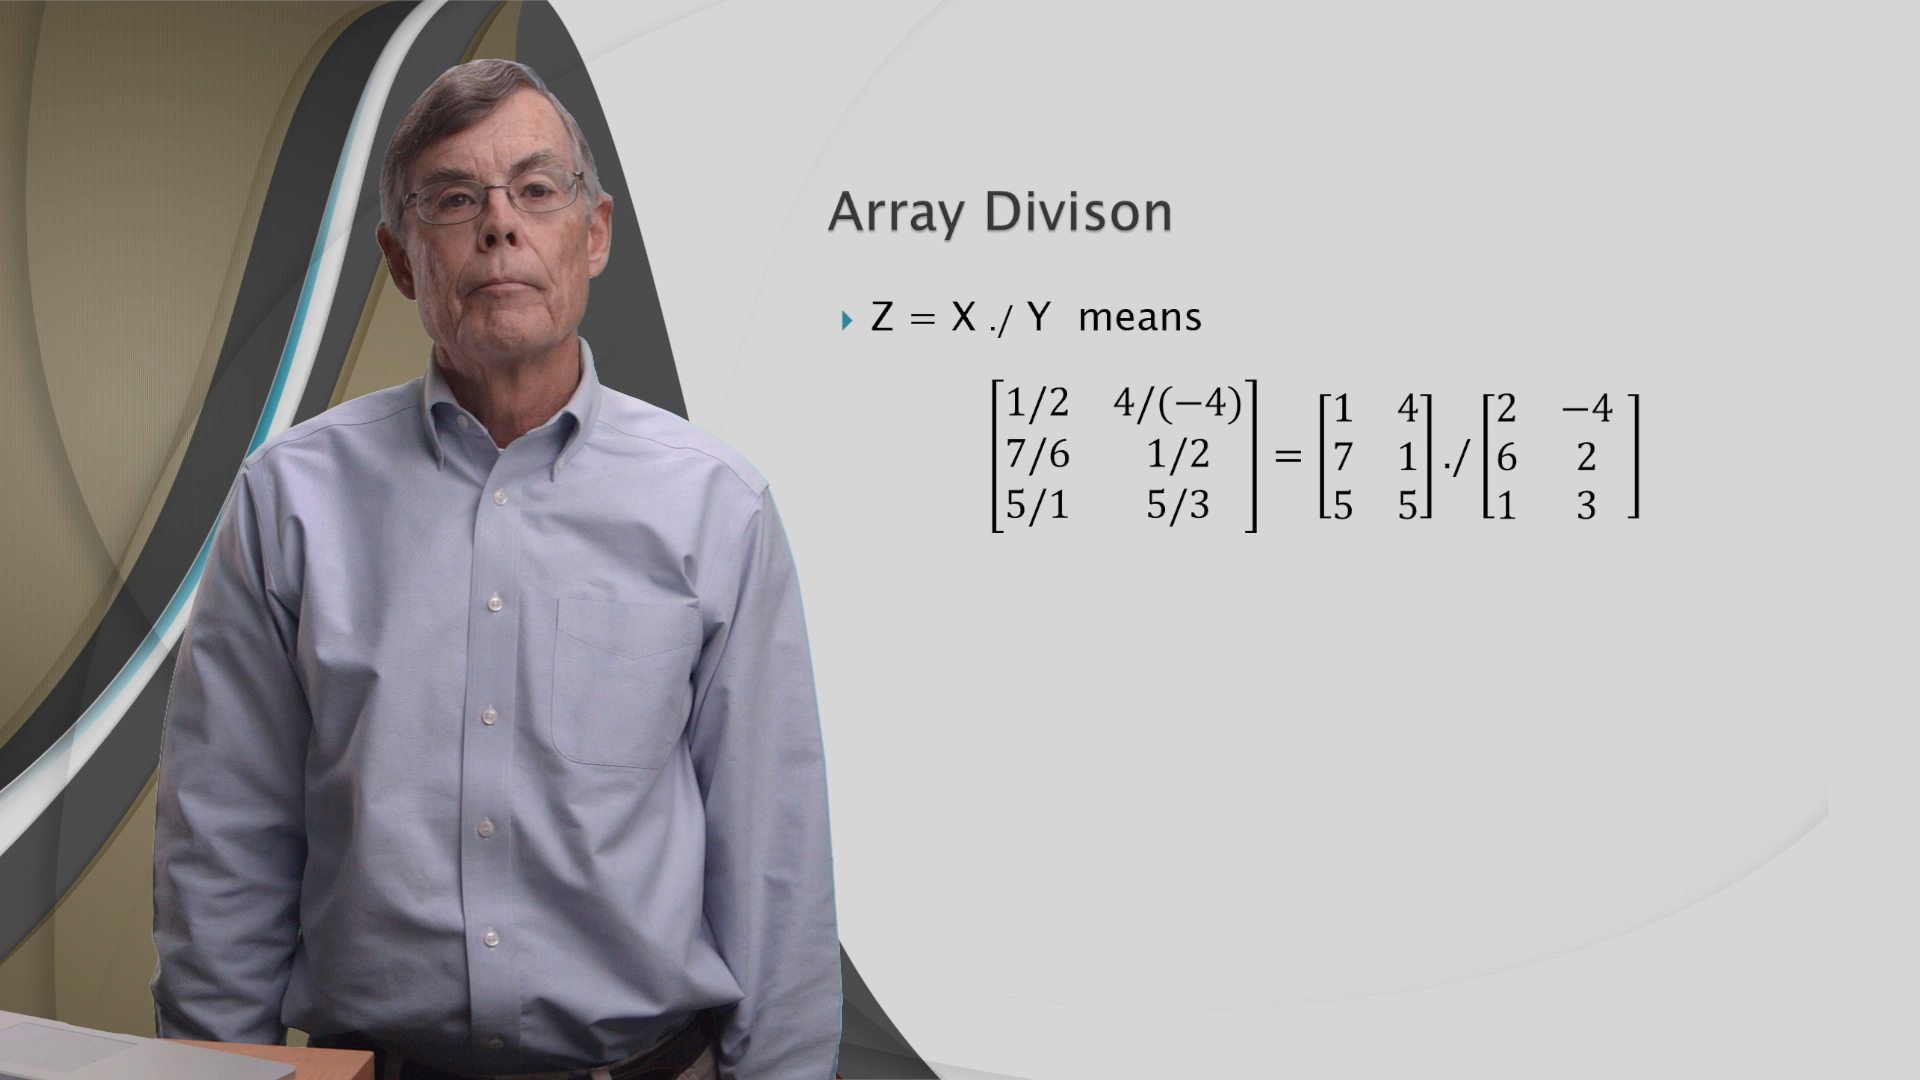 Array Divison
Z = X ./ Y means
[1/2 4/(−4)
7/6 1/2
5/1 5/3] = [1 4
7 1
5 5] ./ [2 −4
6 2
1 3]